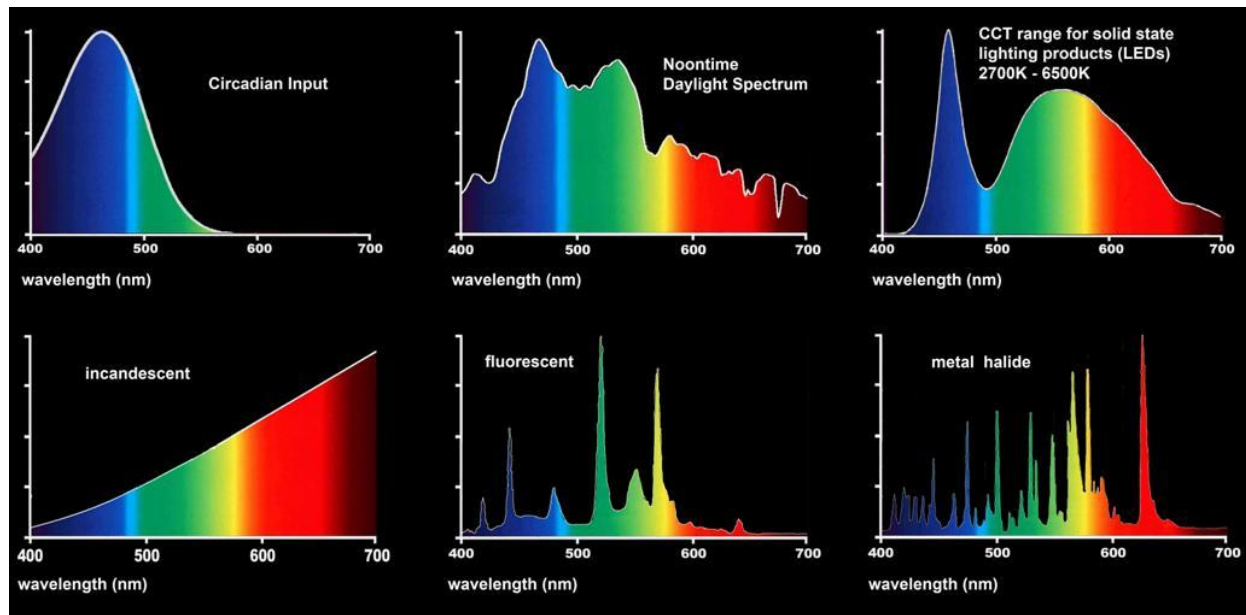 Circadian Input
400 500 600 700
wavelength (nm)
Noontime
Daylight Spectrum
400 500 600 700
wavelength (nm)
CCT range for solid state
lighting products (LEDs)
2700K - 6500K
400 500 600 700
wavelength (nm)
incandescent
400 500 600 700
wavelength (nm)
fluorescent
400 500 600 700
wavelength (nm)
metal halide
400 500 600 700
wavelength (nm)